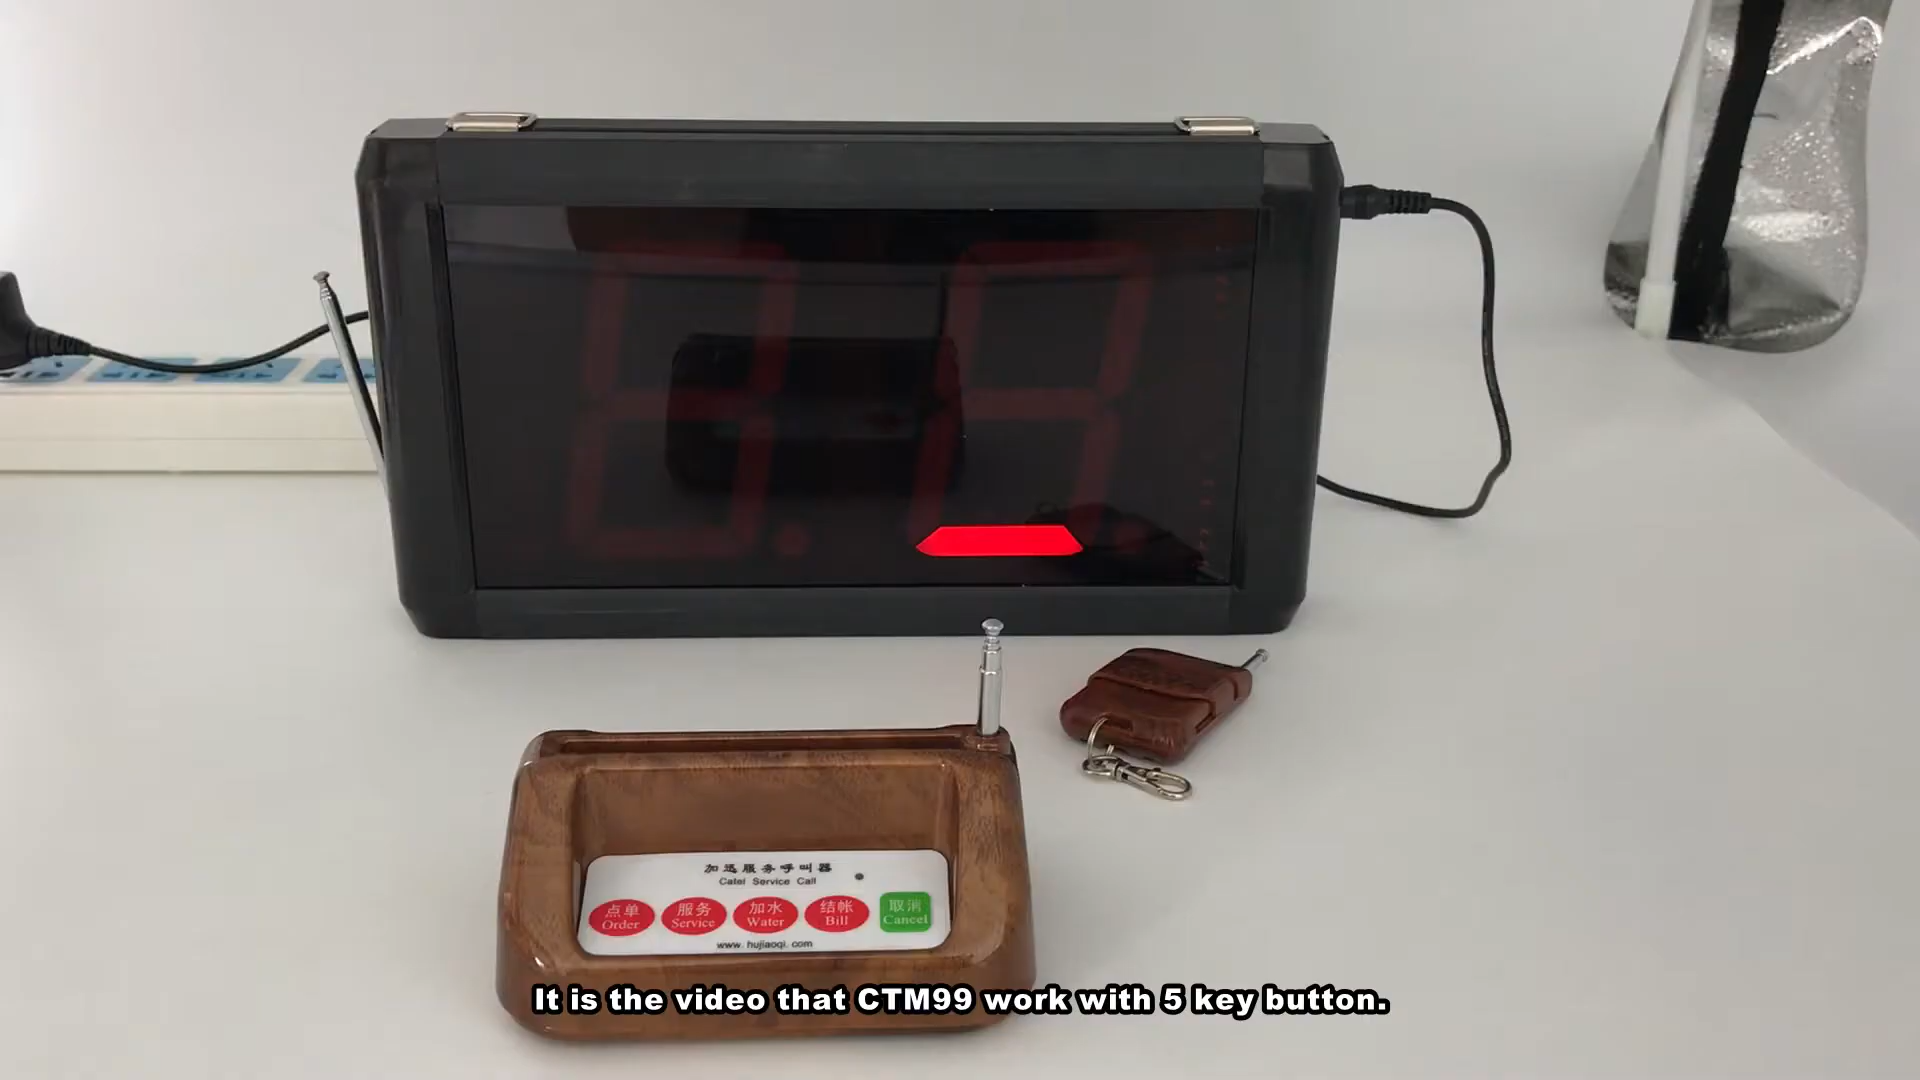 加迅服务呼叫器
Catel Service Call
点单 服务 加水 结帐 取消
Order Service Water Bill Cancel
www.hujiaoqi.com
It is the video that CTM99 work with 5 key button.